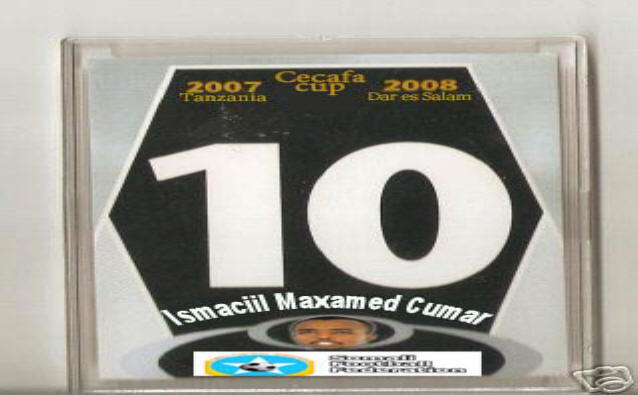 2007 Cecafa cup 2008
Tanzania Dar es Salam
10
Ismaciil Maxamed Cumar
Somali
Football
Federation